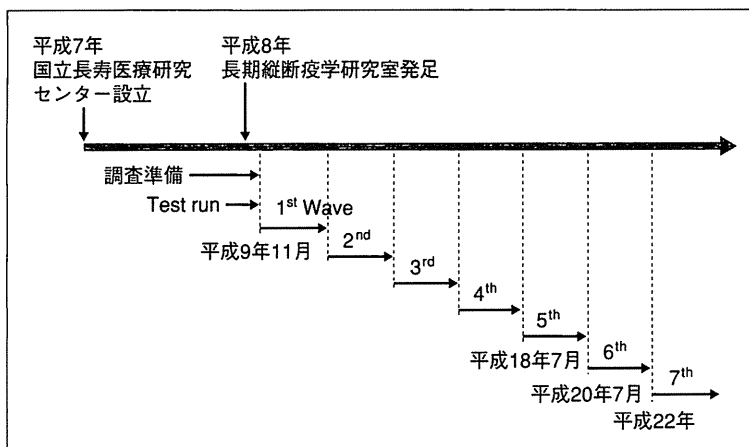 平成7年
国立長寿医療研究
センター設立
平成8年
長期縦断疫学研究室発足
調査準備
Test run
1st Wave
平成9年11月
2nd
3rd
4th
5th
平成18年7月
6th
平成20年7月
7th
平成22年